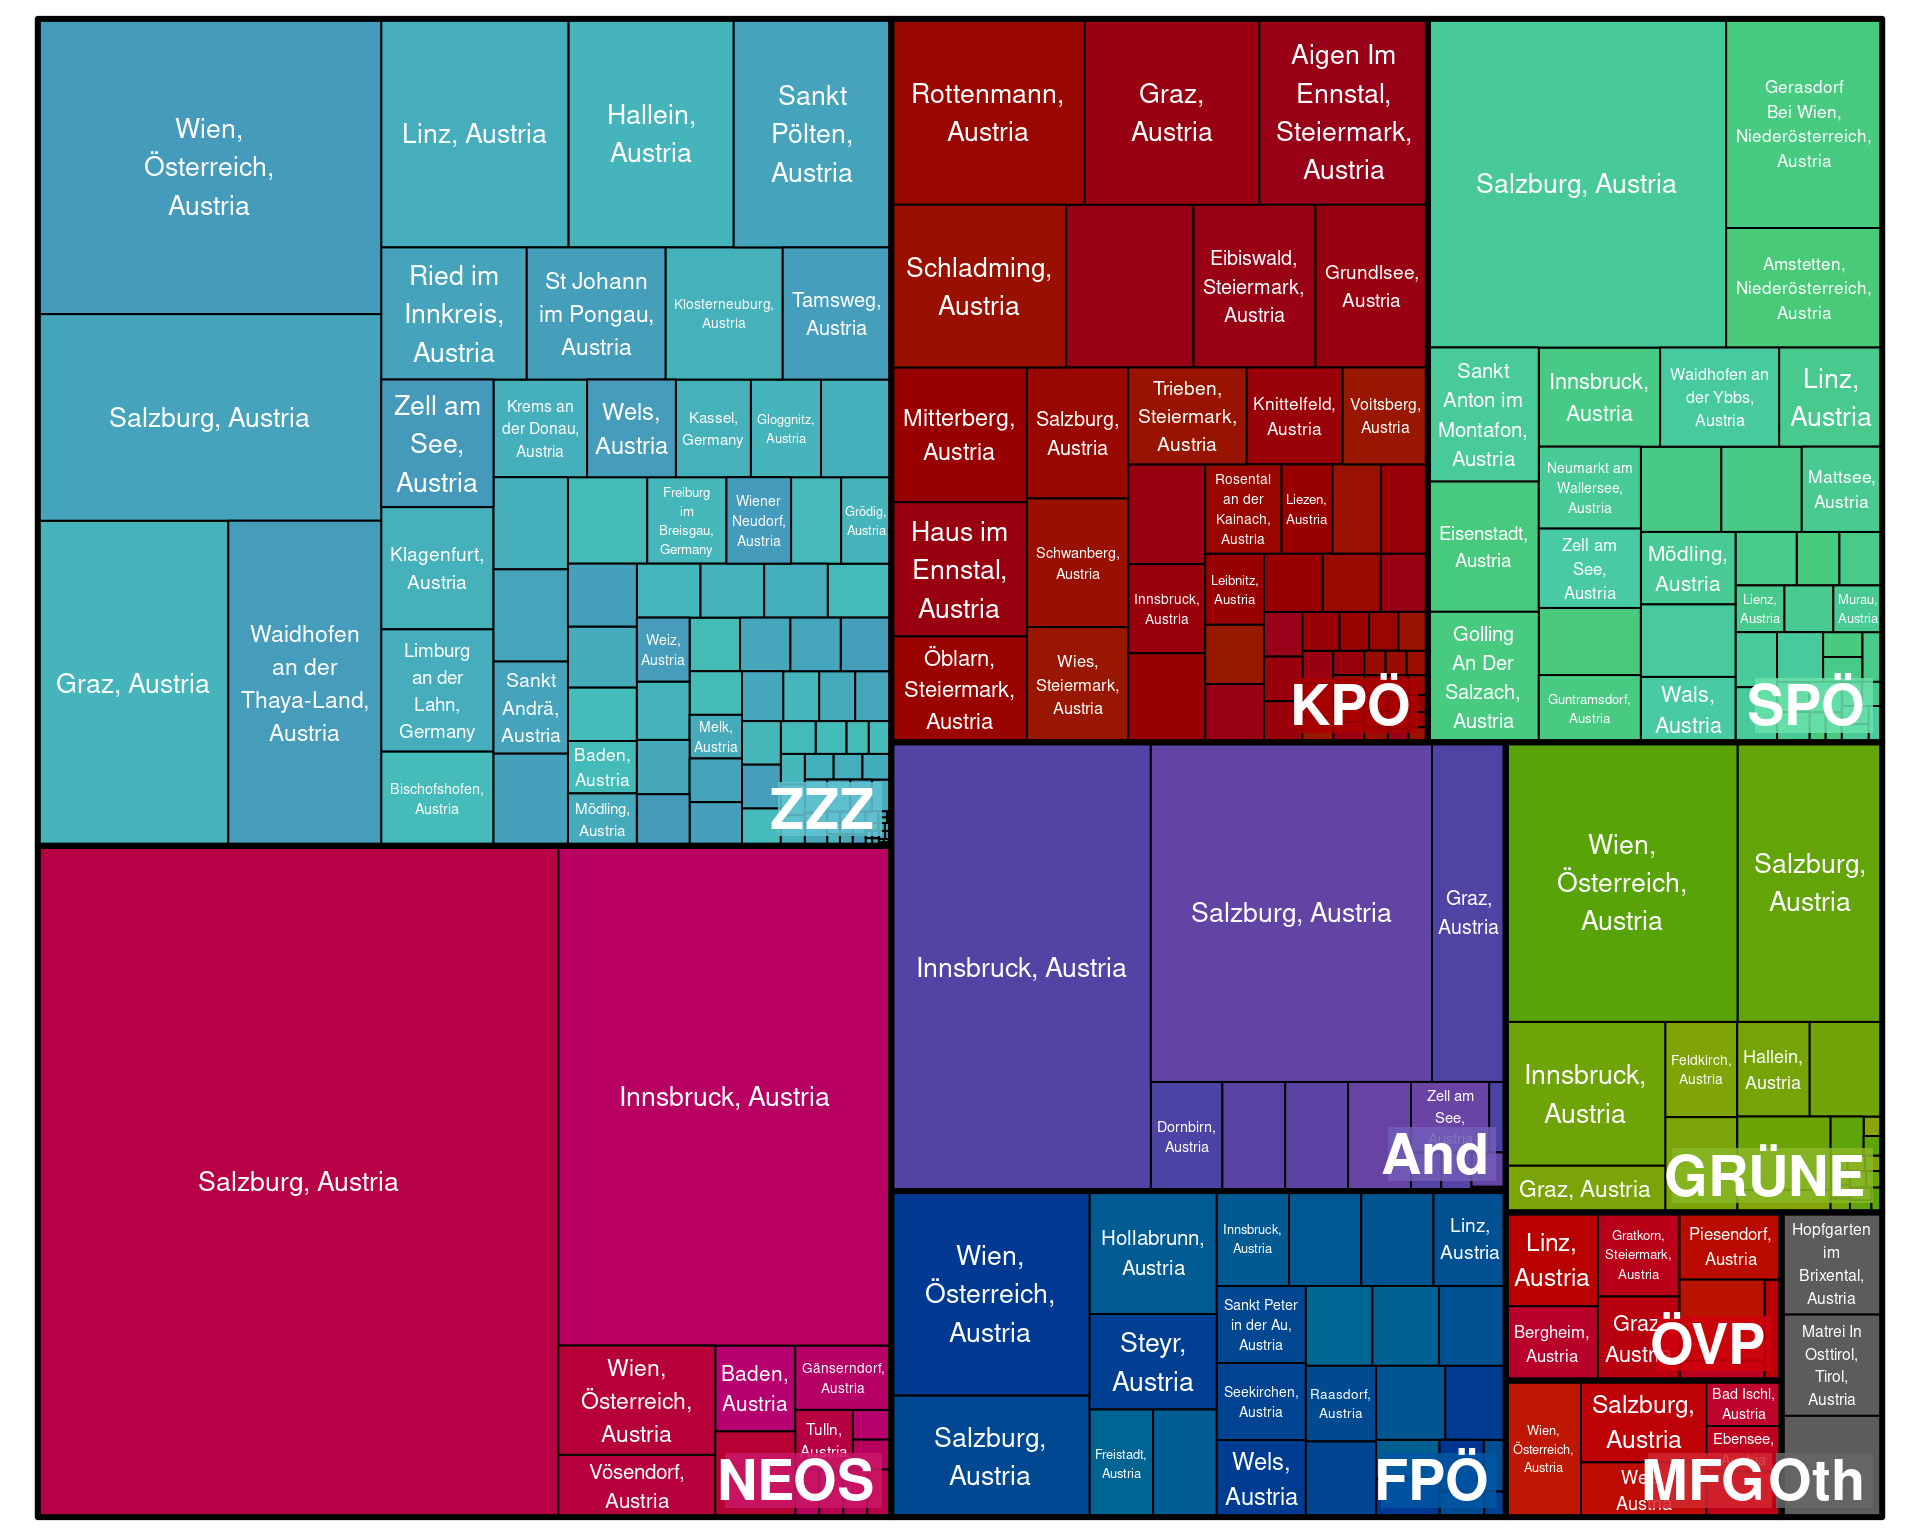 Wien,
Österreich,
Austria
Salzburg, Austria
Graz, Austria
Waidhofen
an der
Thaya-Land,
Austria
Linz, Austria
Hallein,
Austria
Sankt
Pölten,
Austria
Ried im
Innkreis,
Austria
St Johann
im Pongau,
Austria
Klosterneuburg,
Austria
Tamsweg,
Austria
Zell am
See,
Austria
Krems an
der Donau,
Austria
Wels,
Austria
Kassel,
Germany
Gloggnitz,
Austria
Klagenfurt,
Austria
Freiburg
im
Breisgau,
Germany
Wiener
Neudorf,
Austria
Grödig,
Austria
Limburg
an der
Lahn,
Germany
Sankt
Andrä,
Austria
Weiz,
Austria
Melk,
Austria
Bischofshofen,
Austria
Baden,
Austria
Mödling,
Austria
ZZZ
Rottenmann,
Austria
Graz,
Austria
Aigen Im
Ennstal,
Steiermark,
Austria
Schladming,
Austria
Eibiswald,
Steiermark,
Austria
Grundlsee,
Austria
Mitterberg,
Austria
Salzburg,
Austria
Trieben,
Steiermark,
Austria
Knittelfeld,
Austria
Voitsberg,
Austria
Haus im
Ennstal,
Austria
Schwanberg,
Austria
Rosental
an der
Kainach,
Austria
Liezen,
Austria
Innsbruck,
Austria
Leibnitz,
Austria
Öblarn,
Steiermark,
Austria
Wies,
Steiermark,
Austria
KPÖ
Salzburg, Austria
Gerasdorf
Bei Wien,
Niederösterreich,
Austria
Amstetten,
Niederösterreich,
Austria
Sankt
Anton im
Montafon,
Austria
Innsbruck,
Austria
Waidhofen an
der Ybbs,
Austria
Linz,
Austria
Neumarkt am
Wallersee,
Austria
Mattsee,
Austria
Eisenstadt,
Austria
Zell am
See,
Austria
Mödling,
Austria
Lienz,
Austria
Murau,
Austria
Golling
An Der
Salzach,
Austria
Guntramsdorf,
Austria
Wals,
Austria
SPÖ
Salzburg, Austria
Innsbruck, Austria
Wien,
Österreich,
Austria
Baden,
Austria
Gänserndorf,
Austria
Tulln,
Austria
Vösendorf,
Austria
NEOS
Innsbruck, Austria
Salzburg, Austria
Graz,
Austria
Dornbirn,
Austria
Zell am
See,
Austria
And
Wien,
Österreich,
Austria
Salzburg,
Austria
Innsbruck,
Austria
Feldkirch,
Austria
Hallein,
Austria
Graz, Austria
GRÜNE
Wien,
Österreich,
Austria
Hollabrunn,
Austria
Innsbruck,
Austria
Linz,
Austria
Steyr,
Austria
Sankt Peter
in der Au,
Austria
Seekirchen,
Austria
Raasdorf,
Austria
Salzburg,
Austria
Freistadt,
Austria
Wels,
Austria
FPÖ
Linz,
Austria
Gratkorn,
Steiermark,
Austria
Piesendorf,
Austria
Bergheim,
Austria
Graz,
Austria
ÖVP
Wien,
Österreich,
Austria
Salzburg,
Austria
Bad Ischl,
Austria
Ebensee,
Austria
MFG
Hopfgarten
im
Brixental,
Austria
Matrei In
Osttirol,
Tirol,
Austria
Oth